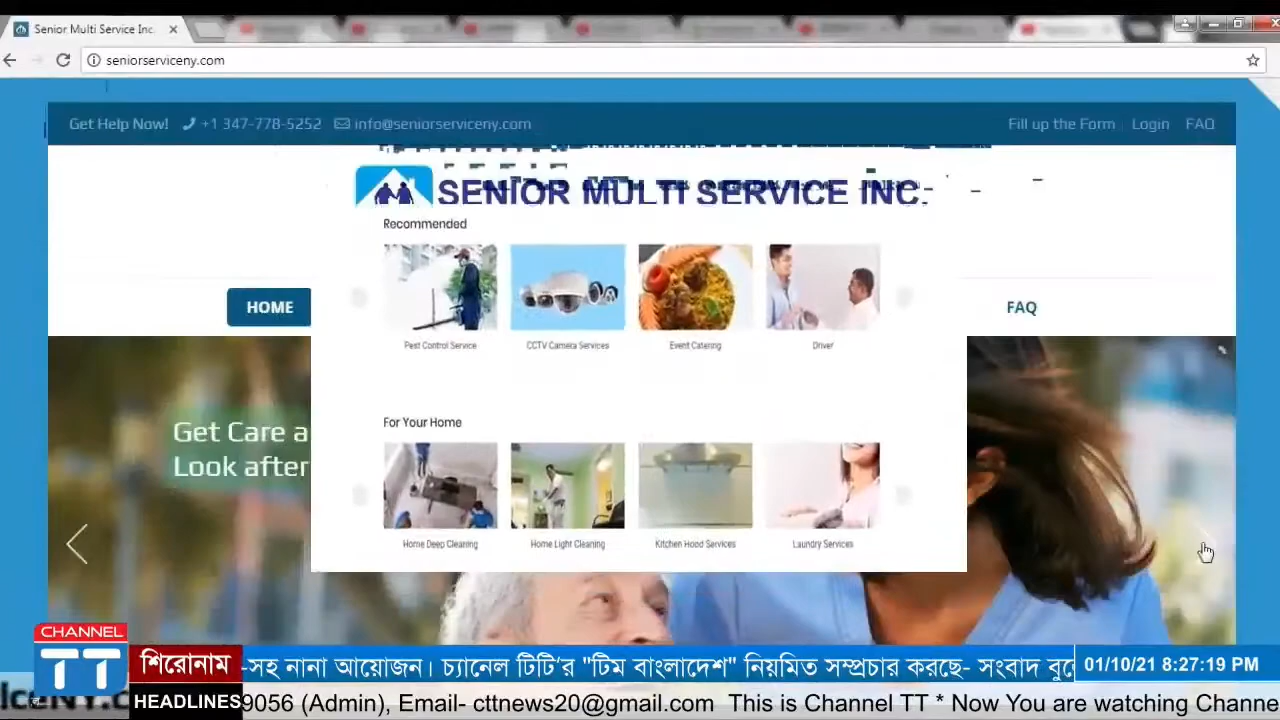 Senior Multi Service Inc.
seniorserviceny.com
Get Help Now! +1 347-778-5252 info@seniorserviceny.com Fill up the Form Login FAQ
SENIOR MULTI SERVICE INC.
Recommended
Pest Control Service CCTV Camera Services Event Catering Driver
HOME FAQ
For Your Home
Get Care a
Look after
Home Deep Cleaning Home Light Cleaning Kitchen Hood Services Laundry Services
CHANNEL
TT
শিরোনাম -সহ নানা আয়োজন। চ্যানেল টিটি'র "টিম বাংলাদেশ" নিয়মিত সম্প্রচার করছে- সংবাদ বুে 01/10/21 8:27:19 PM
HEADLINES 9056 (Admin), Email- cttnews20@gmail.com This is Channel TT * Now You are watching Channe